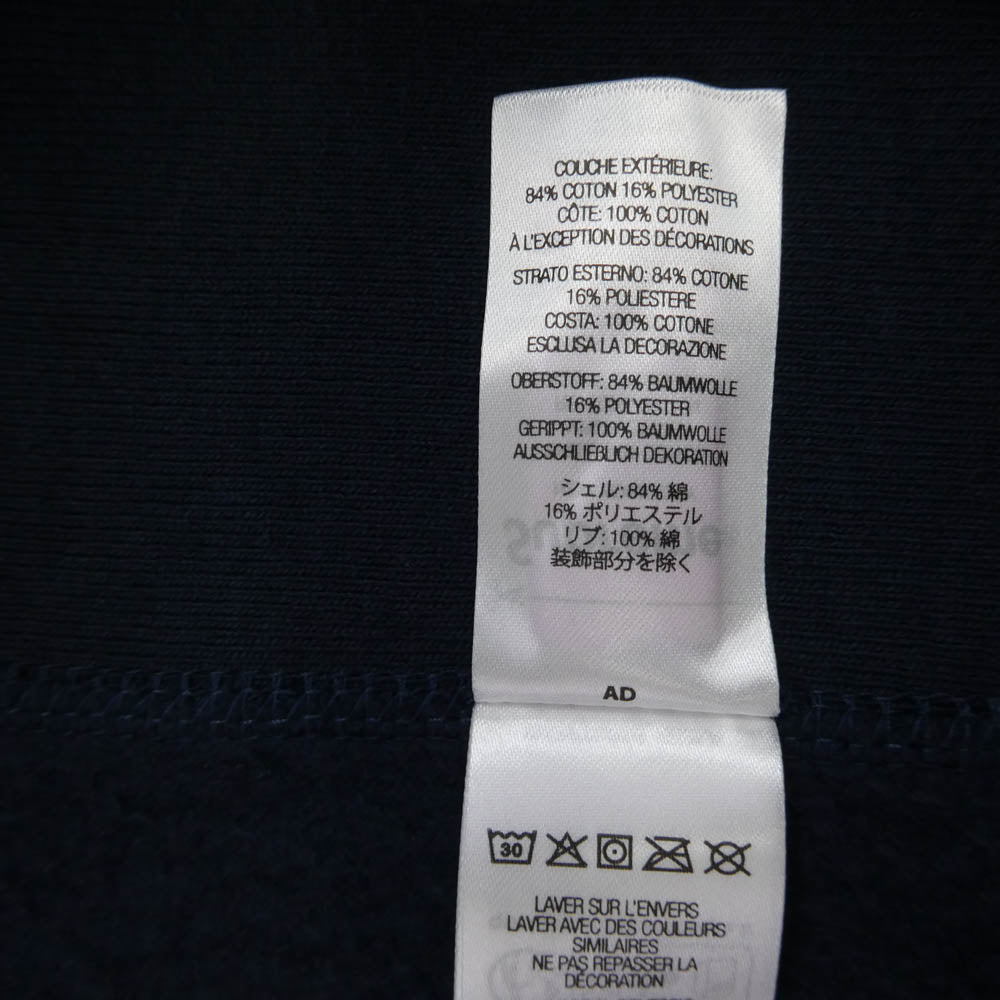 COUCHE EXTÉRIEURE:
84% COTON 16% POLYESTER
CÔTE: 100% COTON
À L'EXCEPTION DES DÉCORATIONS
STRATO ESTERNO: 84% COTONE
16% POLIESTERE
COSTA: 100% COTONE
ESCLUSA LA DECORAZIONE
OBERSTOFF: 84% BAUMWOLLE
16% POLYESTER
GERIPPT: 100% BAUMWOLLE
AUSSCHLIEßLICH DEKORATION
シェル: 84% 綿
16% ポリエステル
リブ: 100% 綿
装飾部分を除く
AD
30
LAVER SUR L'ENVERS
LAVER AVEC DES COULEURS
SIMILAIRES
NE PAS REPASSER LA
DÉCORATION